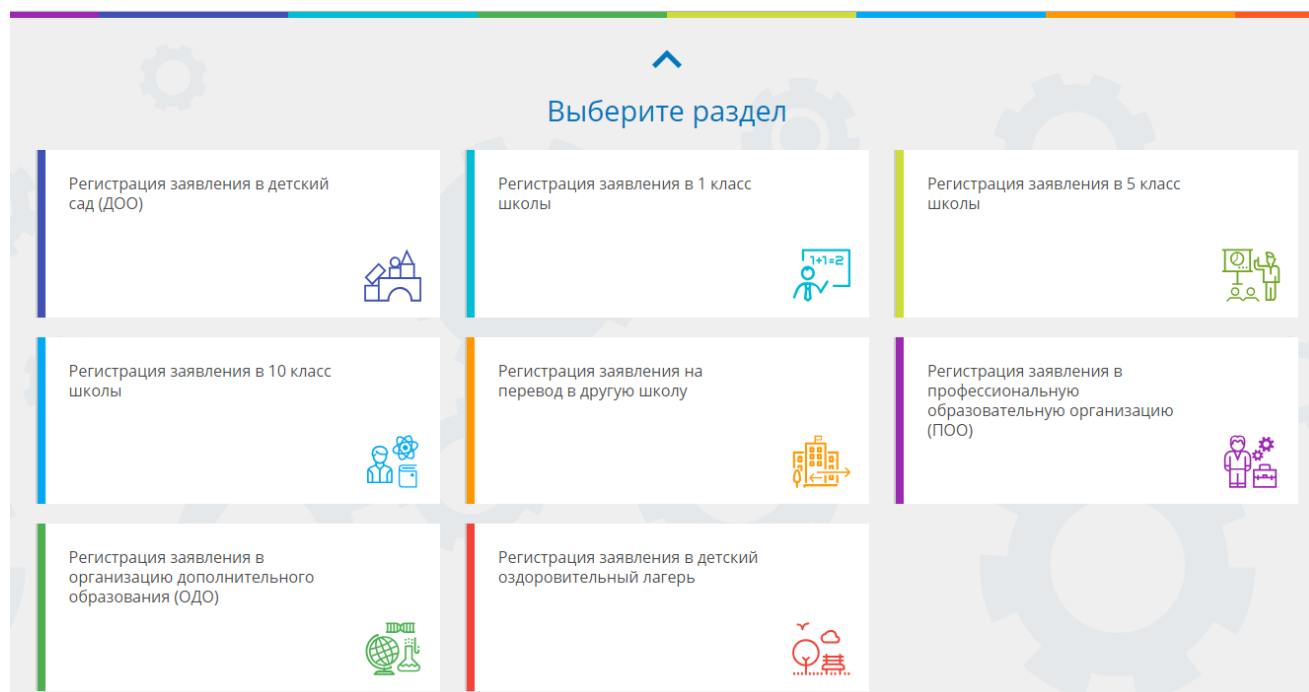 Выберите раздел
Регистрация заявления в детский
сад (ДОО)
Регистрация заявления в 1 класс
школы
1+1=2
Регистрация заявления в 5 класс
школы
Регистрация заявления в 10 класс
школы
Регистрация заявления на
перевод в другую школу
Регистрация заявления в
профессиональную
образовательную организацию
(ПОО)
Регистрация заявления в
организацию дополнительного
образования (ОДО)
Регистрация заявления в детский
оздоровительный лагерь